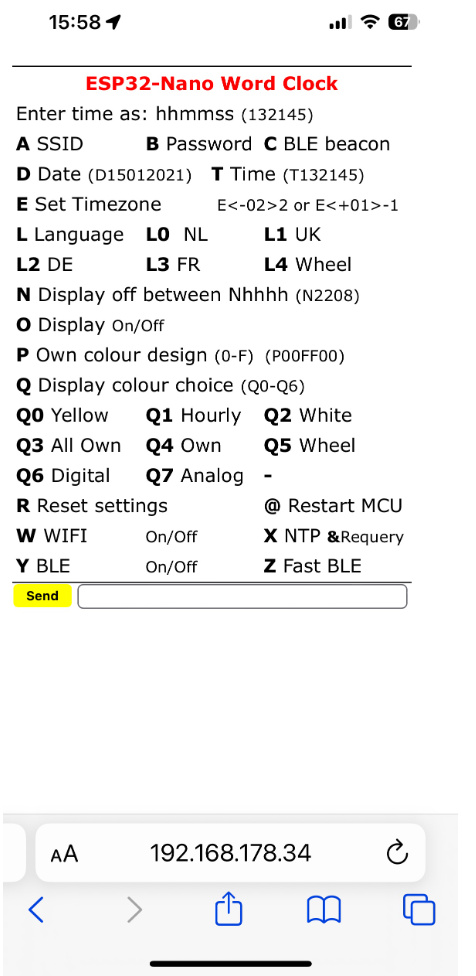 15:58 67
ESP32-Nano Word Clock
Enter time as: hhmmss (132145)
A SSID B Password C BLE beacon
D Date (D15012021) T Time (T132145)
E Set Timezone E<-02>2 or E<+01>-1
L Language L0 NL L1 UK
L2 DE L3 FR L4 Wheel
N Display off between Nhhhh (N2208)
O Display On/Off
P Own colour design (0-F) (P00FF00)
Q Display colour choice (Q0-Q6)
Q0 Yellow Q1 Hourly Q2 White
Q3 All Own Q4 Own Q5 Wheel
Q6 Digital Q7 Analog -
R Reset settings @ Restart MCU
W WIFI On/Off X NTP &Requery
Y BLE On/Off Z Fast BLE
Send
AA 192.168.178.34